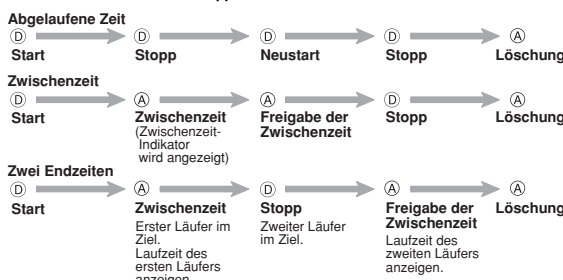 Abgelaufene Zeit
D D D D A
Start Stopp Neustart Stopp Löschung
Zwischenzeit
D A A D A
Start Zwischenzeit Freigabe der Stopp Löschung
(Zwischenzeit- Zwischenzeit
Indikator
wird angezeigt)
Zwei Endzeiten
D A D A A
Start Zwischenzeit Stopp Freigabe der Löschung
Zwischenzeit
Erster Läufer im Zweiter Läufer
Ziel. im Ziel. Laufzeit des
Laufzeit des zweiten Läufers
ersten Läufers anzeigen.
anzeigen.